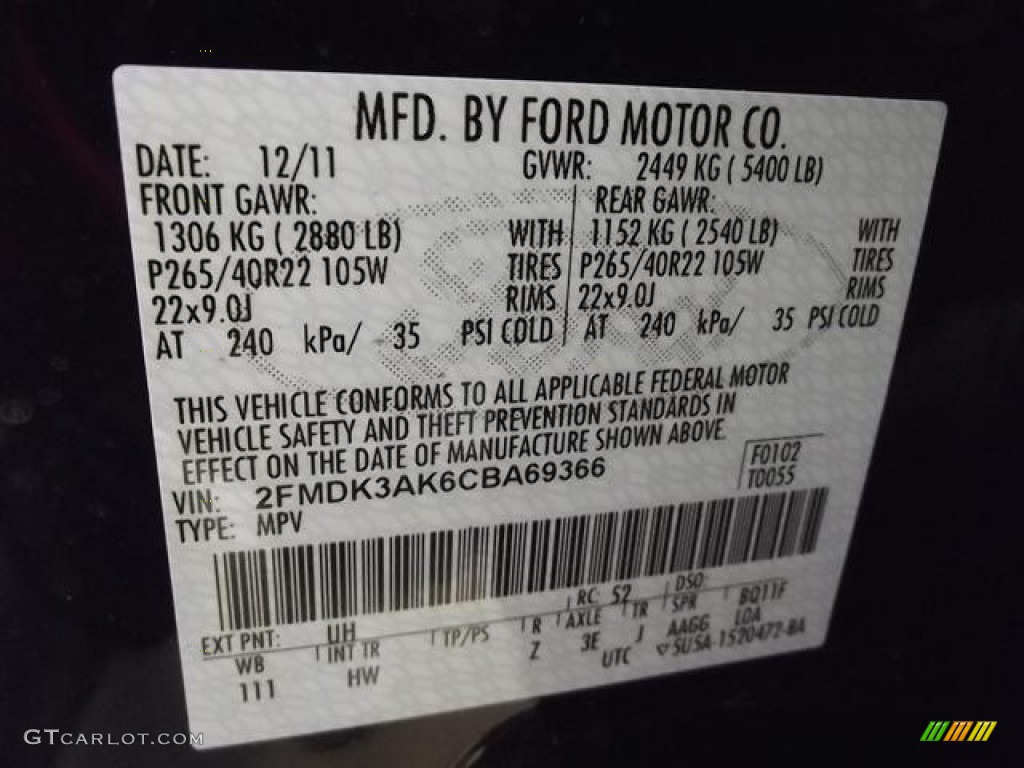 MFD. BY FORD MOTOR CO.
DATE: 12/11 GVWR: 2449 KG ( 5400 LB)
FRONT GAWR: REAR GAWR:
1306 KG ( 2880 LB) WITH 1152 KG ( 2540 LB) WITH
P265/40R22 105W TIRES P265/40R22 105W TIRES
22x9.0J RIMS 22x9.0J RIMS
AT 240 kPa/ 35 PSI COLD AT 240 kPa/ 35 PSI COLD
THIS VEHICLE CONFORMS TO ALL APPLICABLE FEDERAL MOTOR
VEHICLE SAFETY AND THEFT PREVENTION STANDARDS IN
EFFECT ON THE DATE OF MANUFACTURE SHOWN ABOVE.
F0102
T0055
VIN: 2FMDK3AK6CBA69366
TYPE: MPV
EXT PNT: UH RC: 52 DSO:
WB INT TR TP/PS R AXLE TR SPR BQ11F
111 HW Z 3E J AAGG LOA
UTC ▽5U5A-1520472-BA
GTCARLOT.COM